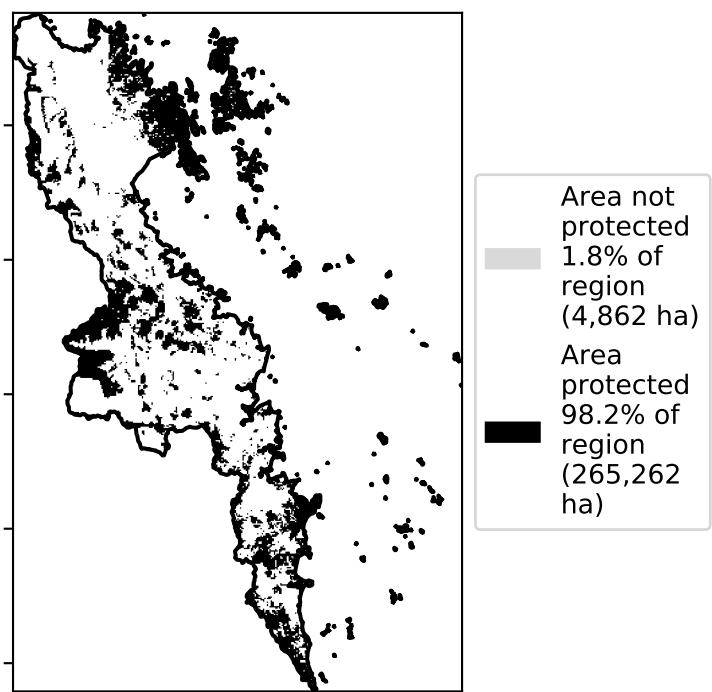 Area not
protected
1.8% of
region
(4,862 ha)
Area
protected
98.2% of
region
(265,262
ha)